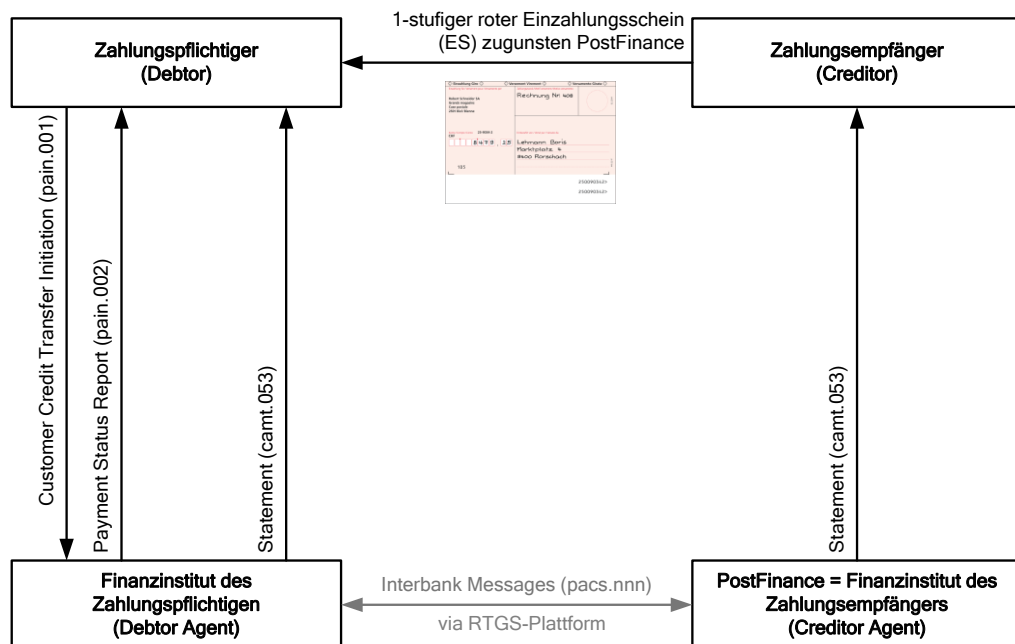 Zahlungspflichtiger
(Debtor)
1-stufiger roter Einzahlungsschein
(ES) zugunsten PostFinance
Zahlungsempfänger
(Creditor)
Rechnung Nr. 408
Lehmann Boris
Marktplatz 4
9400 Rorschach
105
Customer Credit Transfer Initiation (pain.001)
Payment Status Report (pain.002)
Statement (camt.053)
Statement (camt.053)
Finanzinstitut des
Zahlungspflichtigen
(Debtor Agent)
Interbank Messages (pacs.nnn)
via RTGS-Plattform
PostFinance = Finanzinstitut des
Zahlungsempfängers
(Creditor Agent)